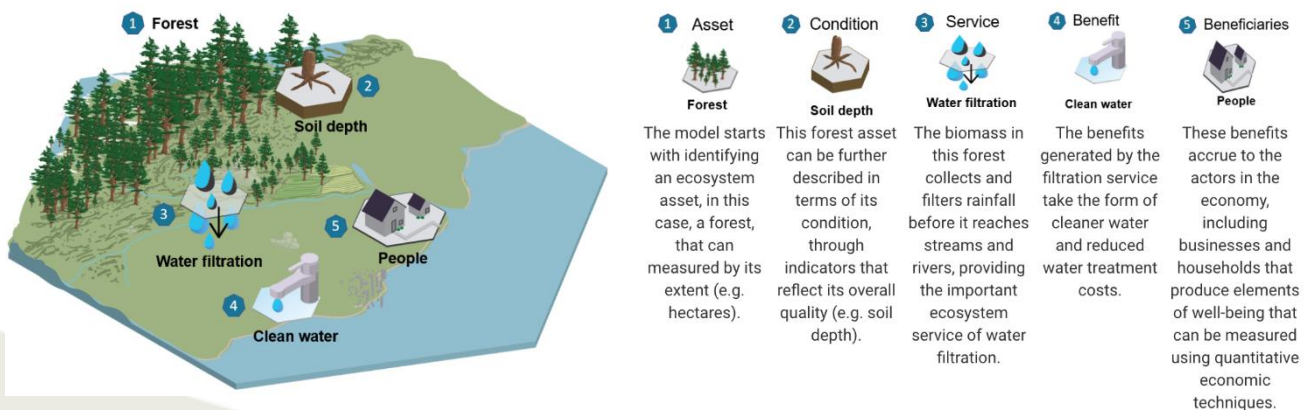 1 Forest
2
Soil depth
3
Water filtration
5
People
4
Clean water
1 Asset
Forest
The model starts
with identifying
an ecosystem
asset, in this
case, a forest,
that can
measured by its
extent (e.g.
hectares).
2 Condition
Soil depth
This forest asset
can be further
described in
terms of its
condition,
through
indicators that
reflect its overall
quality (e.g. soil
depth).
3 Service
Water filtration
The biomass in
this forest
collects and
filters rainfall
before it reaches
streams and
rivers, providing
the important
ecosystem
service of water
filtration.
4 Benefit
Clean water
The benefits
generated by the
filtration service
take the form of
cleaner water
and reduced
water treatment
costs.
5 Beneficiaries
People
These benefits
accrue to the
actors in the
economy,
including
businesses and
households that
produce elements
of well-being that
can be measured
using quantitative
economic
techniques.